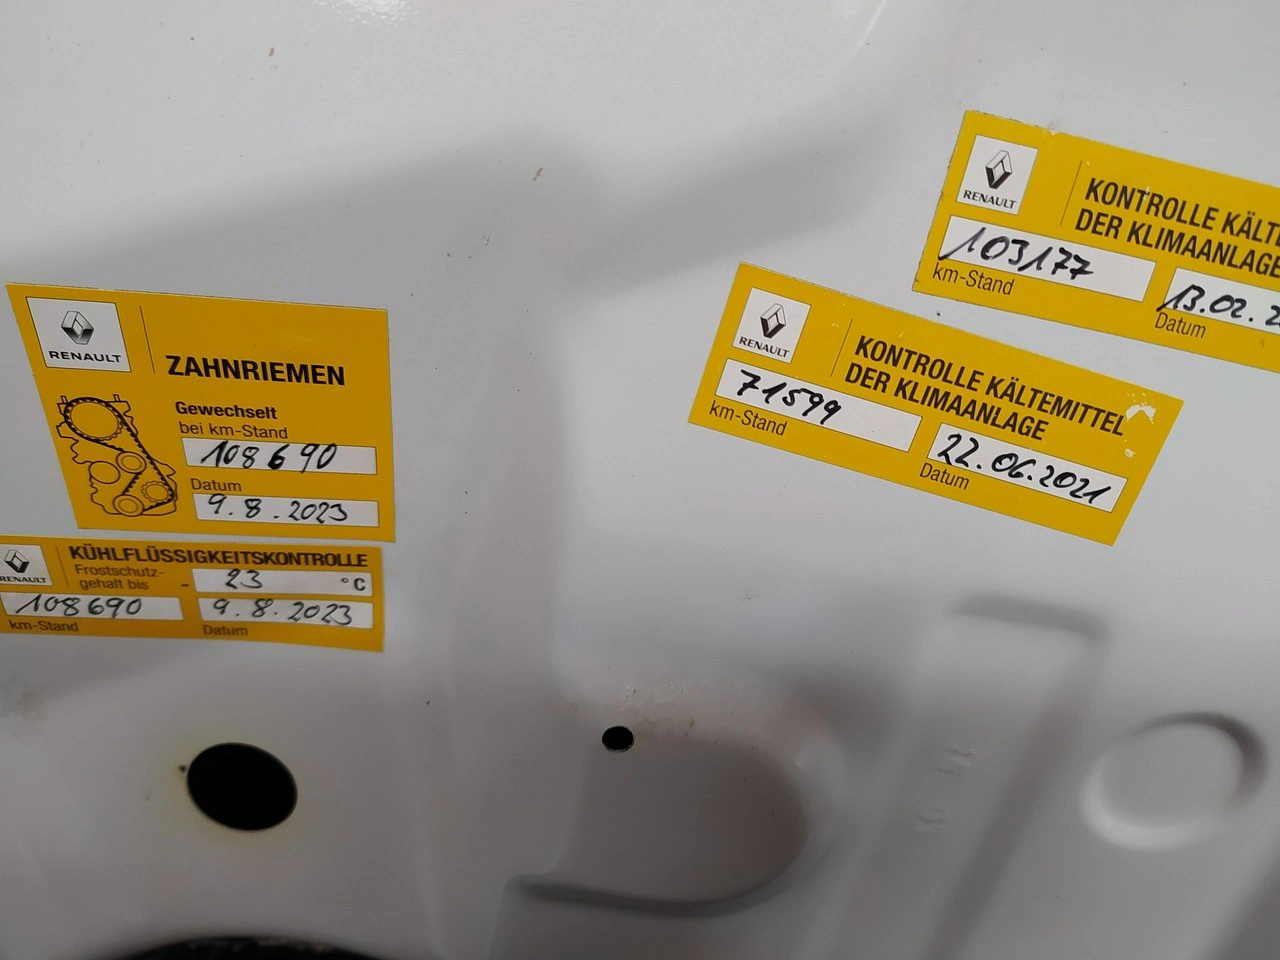 RENAULT
ZAHNRIEMEN
Gewechselt
bei km-Stand
108690
Datum
9.8.2023
KÜHLFLÜSSIGKEITSKONTROLLE
RENAULT
Frostschutz-
gehalt bis
- 23 °C
108690
9.8.2023
km-Stand
Datum
RENAULT
KONTROLLE KÄLTEMITTEL
DER KLIMAANLAGE
71599
km-Stand
22.06.2021
Datum
RENAULT
KONTROLLE KÄLTE
DER KLIMAANLAGE
103177
km-Stand
13.02.2
Datum